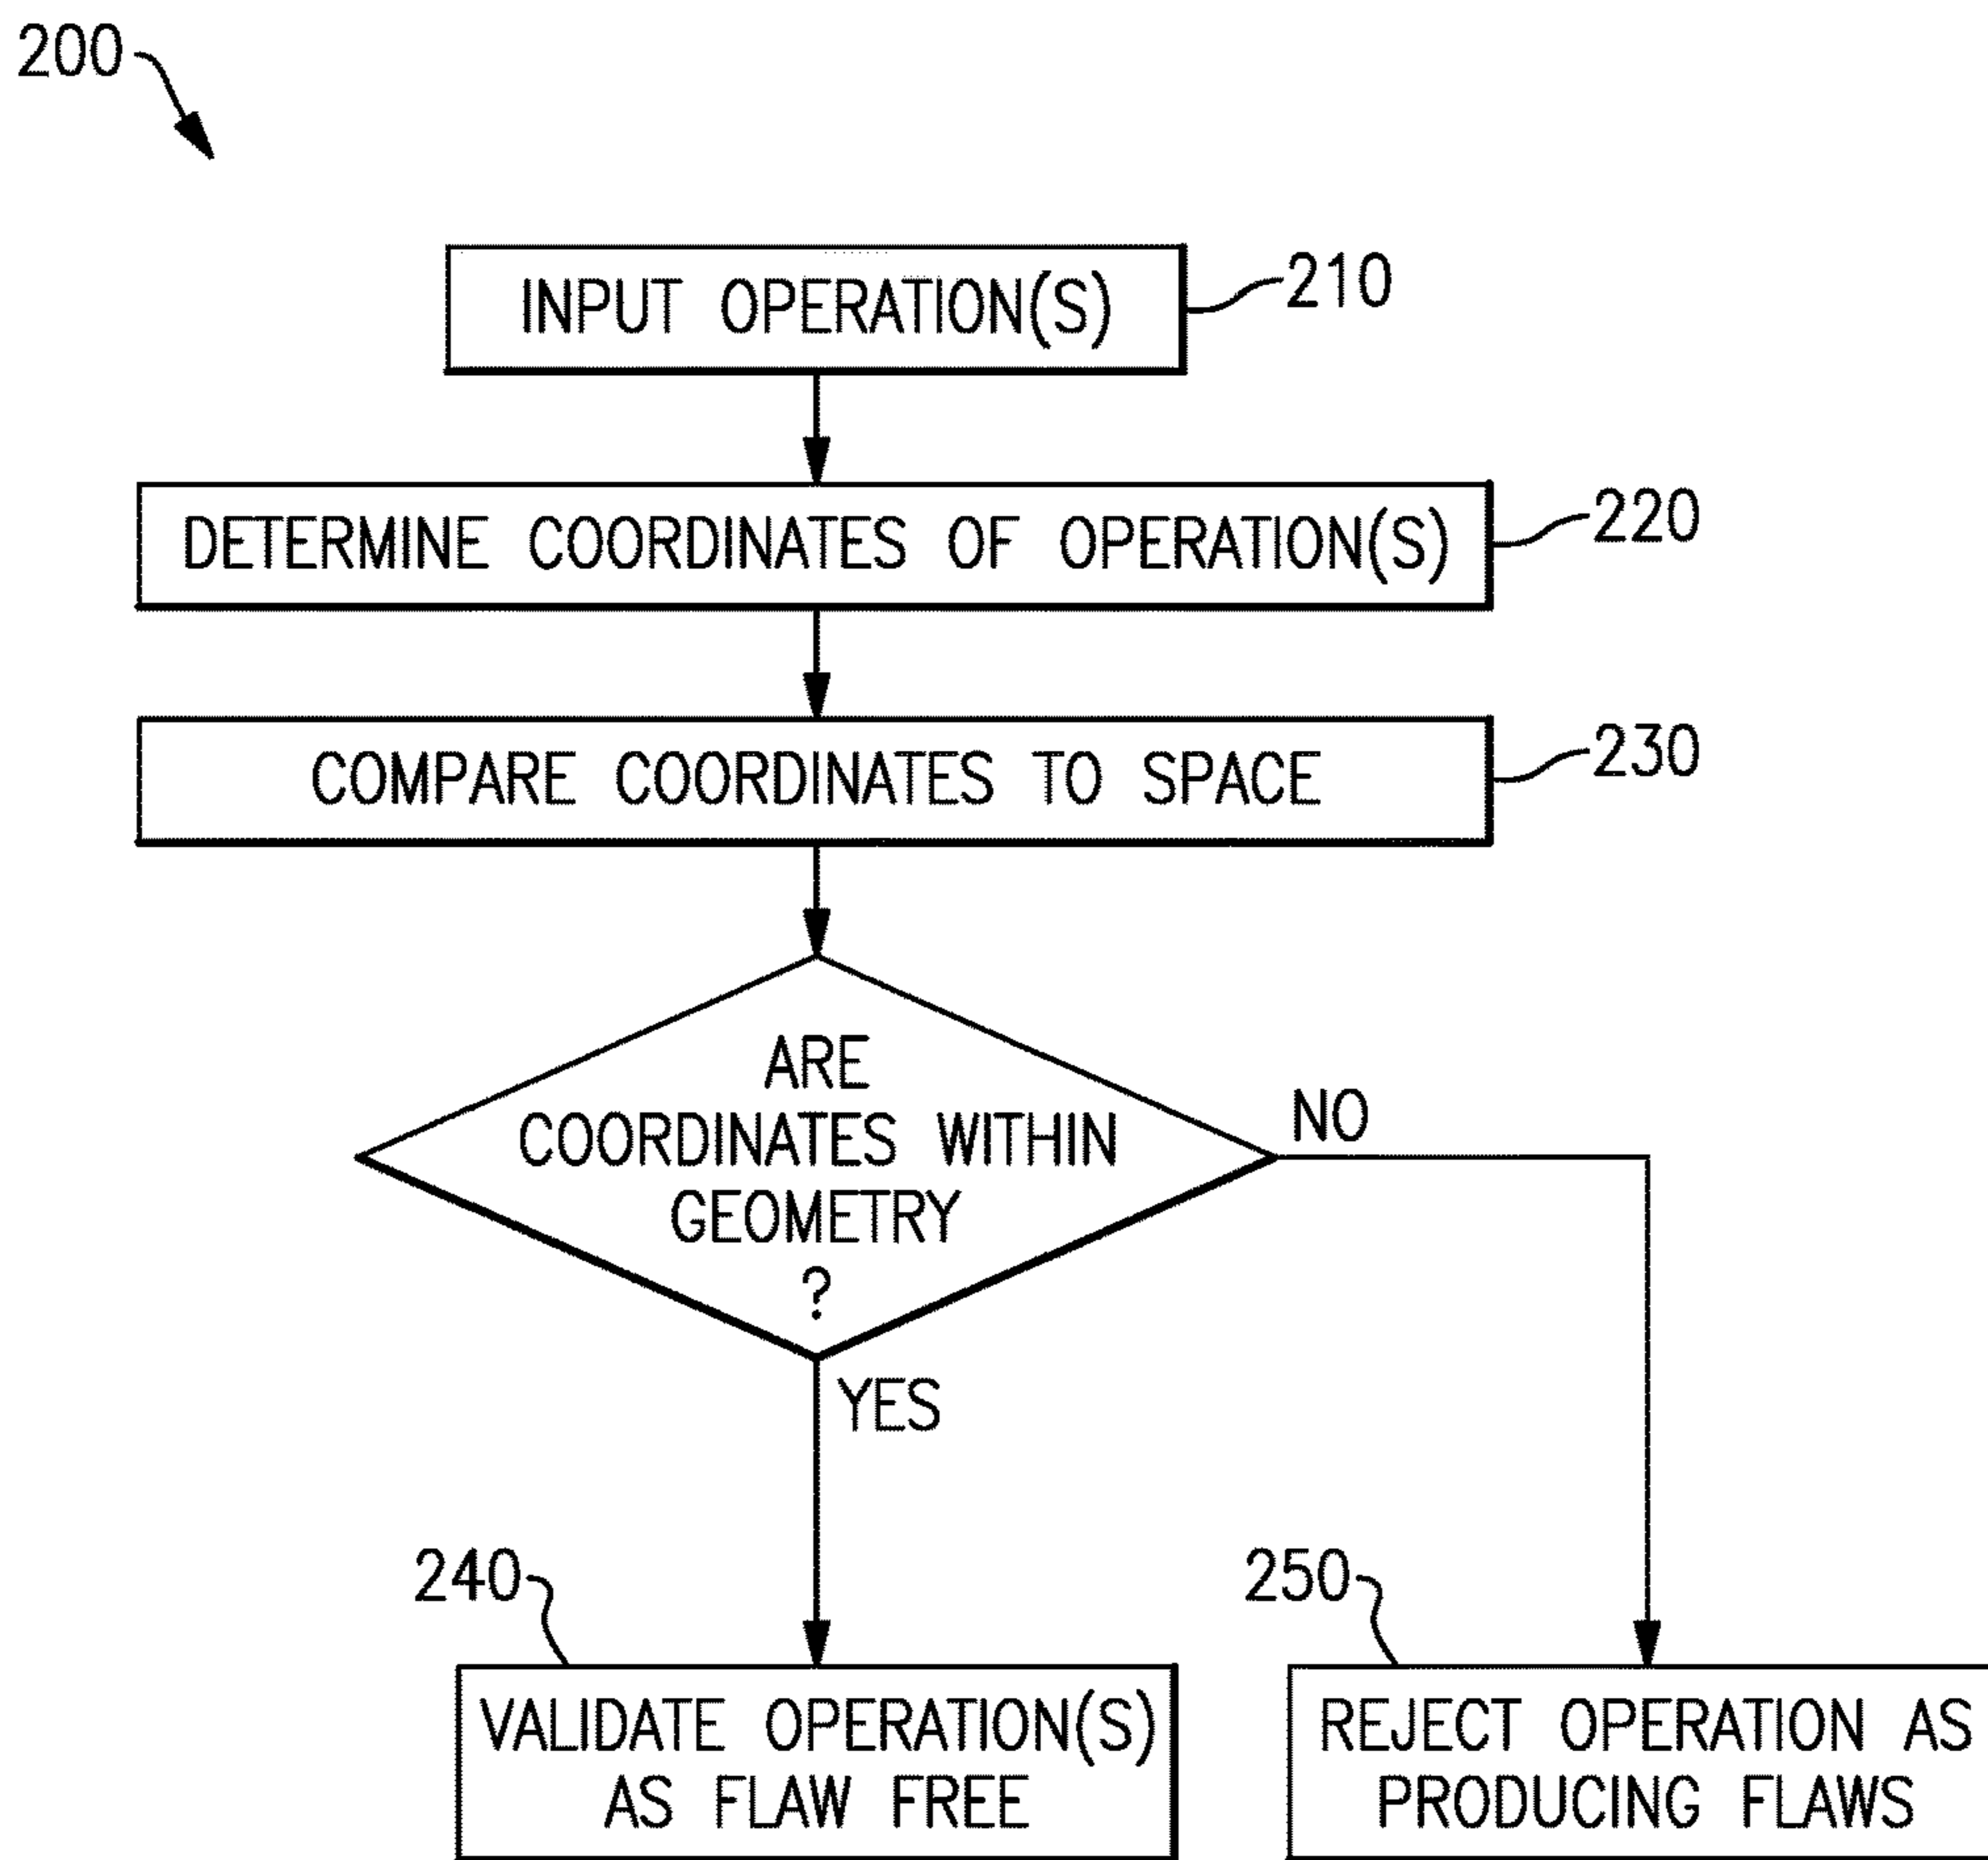 200
INPUT OPERATION(S)
210
DETERMINE COORDINATES OF OPERATION(S)
220
COMPARE COORDINATES TO SPACE
230
ARE
COORDINATES WITHIN
GEOMETRY
?
NO
YES
240
VALIDATE OPERATION(S)
AS FLAW FREE
250
REJECT OPERATION AS
PRODUCING FLAWS